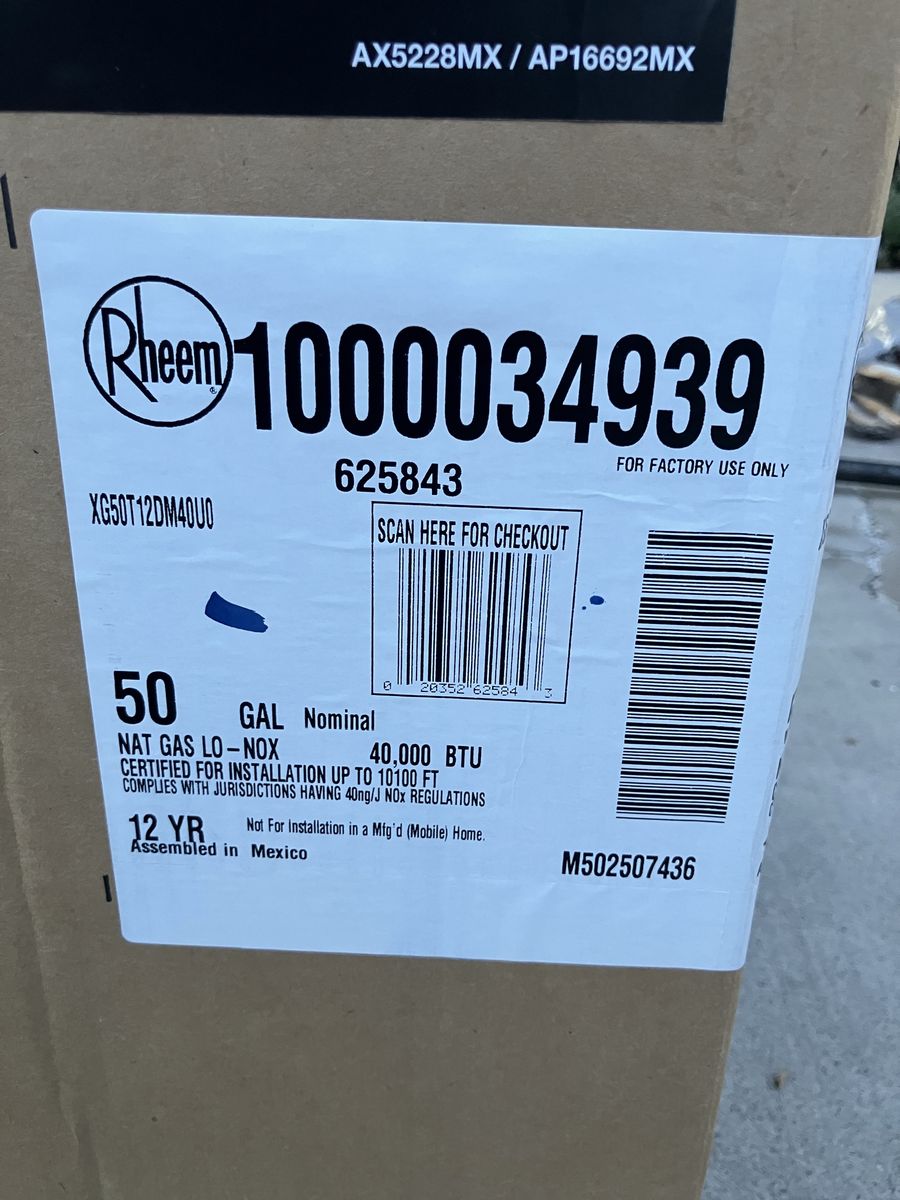 AX5228MX / AP16692MX
Rheem®
1000034939
FOR FACTORY USE ONLY
625843
XG50T12DM40U0
SCAN HERE FOR CHECKOUT
0 20352 62584 3
50 GAL Nominal
NAT GAS LO-NOX 40,000 BTU
CERTIFIED FOR INSTALLATION UP TO 10100 FT
COMPLIES WITH JURISDICTIONS HAVING 40ng/J NOx REGULATIONS
12 YR Not For Installation in a Mfg'd (Mobile) Home.
Assembled in Mexico
M502507436